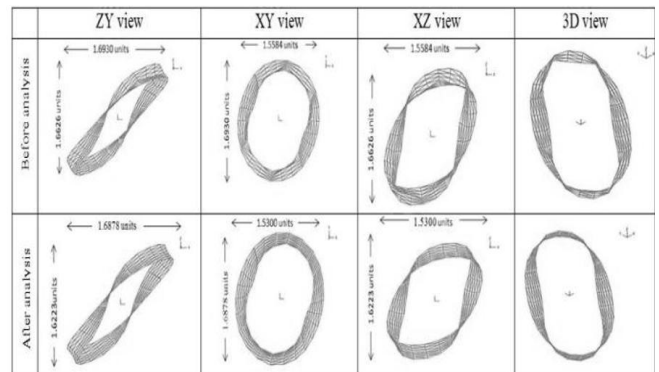 ZY view
XY view
XZ view
3D view
Before analysis
1.6930 units
1.6626 units
1.5584 units
1.6930 units
1.5584 units
1.6626 units
After analysis
1.6878 units
1.6223units
1.5300 units
1.6878 units
1.5300 units
1.6223 units